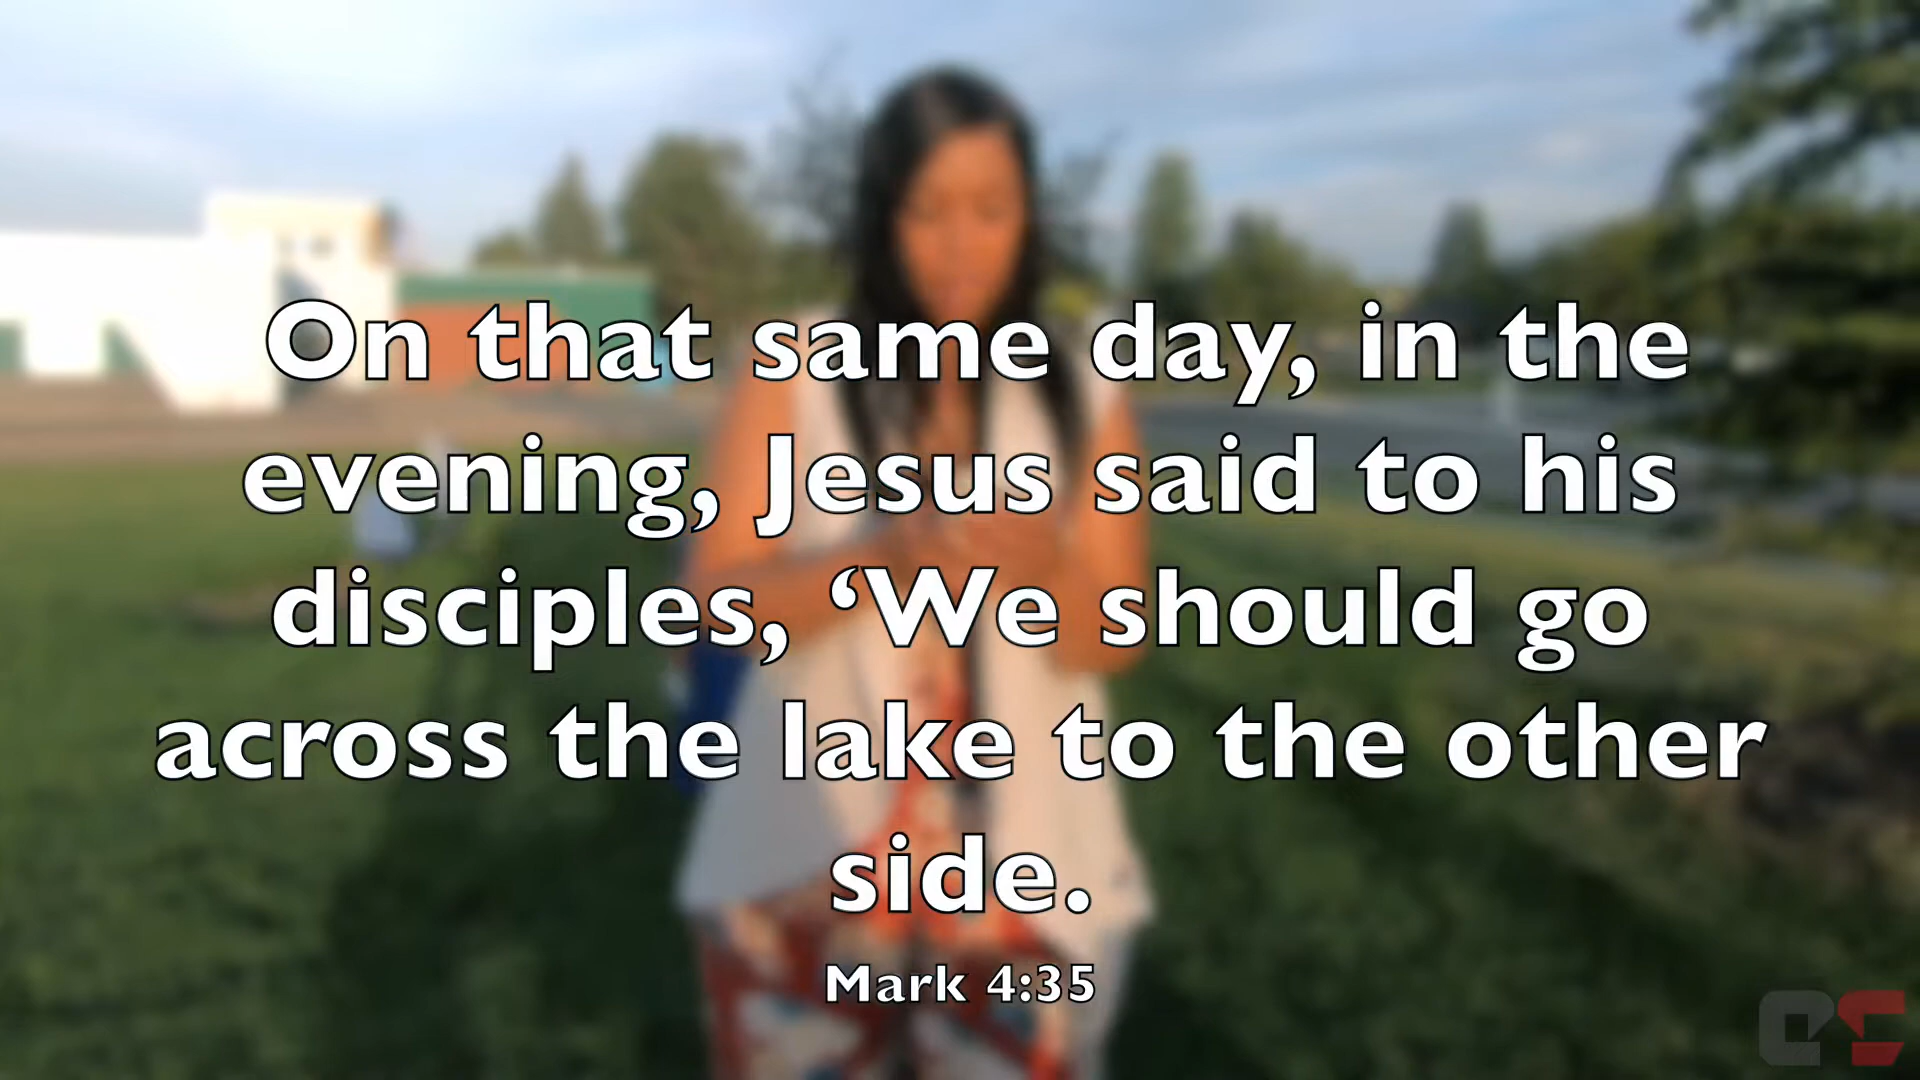 On that same day, in the
evening, Jesus said to his
disciples, ‘We should go
across the lake to the other
side.
Mark 4:35